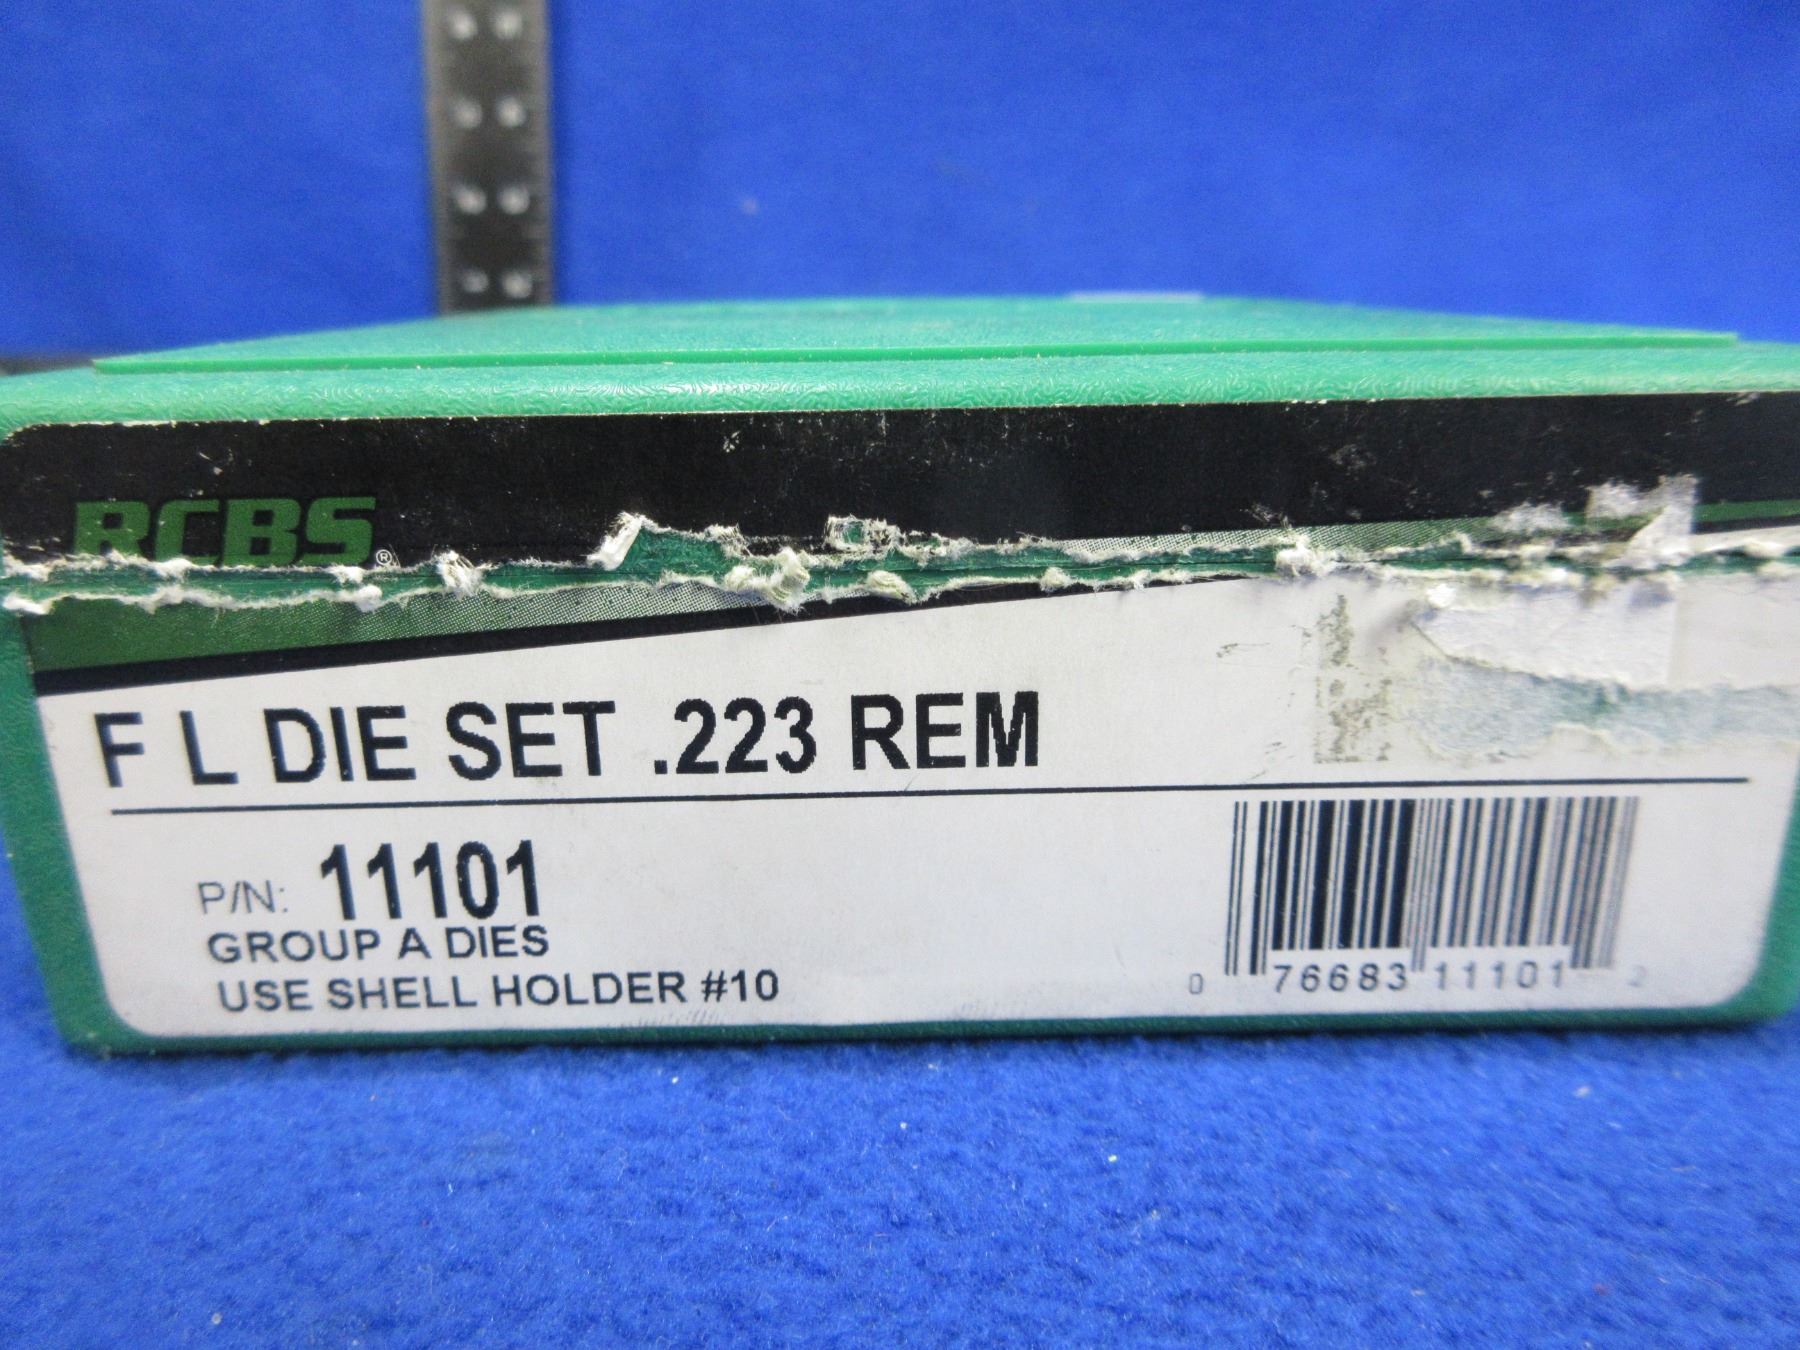 RCBS®
F L DIE SET .223 REM
P/N: 11101
GROUP A DIES
USE SHELL HOLDER #10
0 76683 11101 2